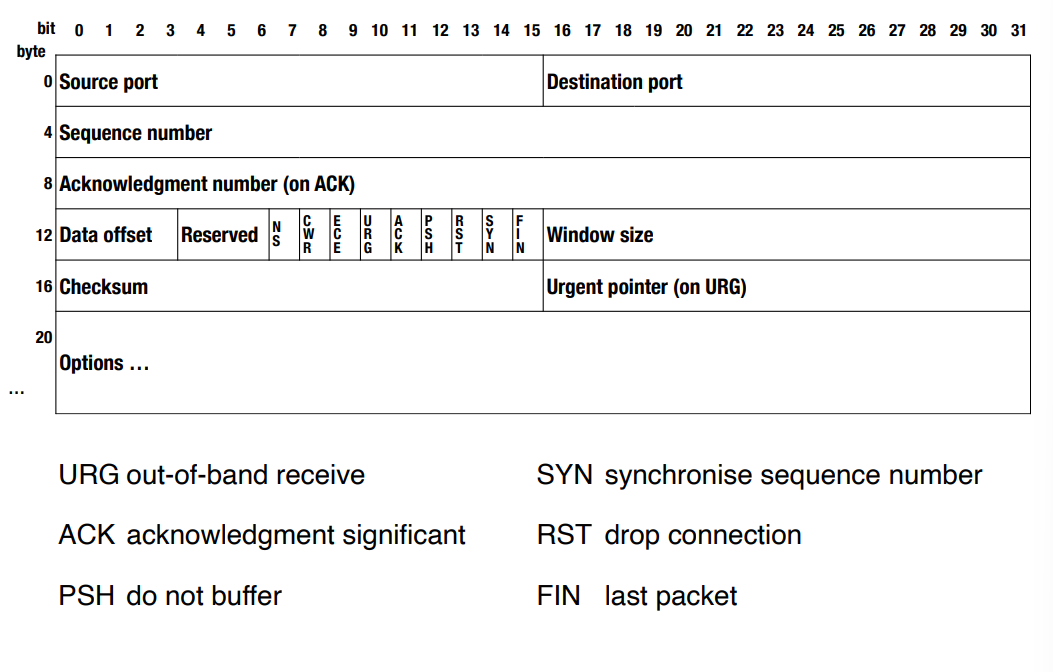 bit 0 1 2 3 4 5 6 7 8 9 10 11 12 13 14 15 16 17 18 19 20 21 22 23 24 25 26 27 28 29 30 31
byte
0 Source port Destination port
4 Sequence number
8 Acknowledgment number (on ACK)
12 Data offset Reserved NS CWR ECE URG ACK PSH RST SYN FIN Window size
16 Checksum Urgent pointer (on URG)
20
Options …
…
URG out-of-band receive SYN synchronise sequence number
ACK acknowledgment significant RST drop connection
PSH do not buffer FIN last packet